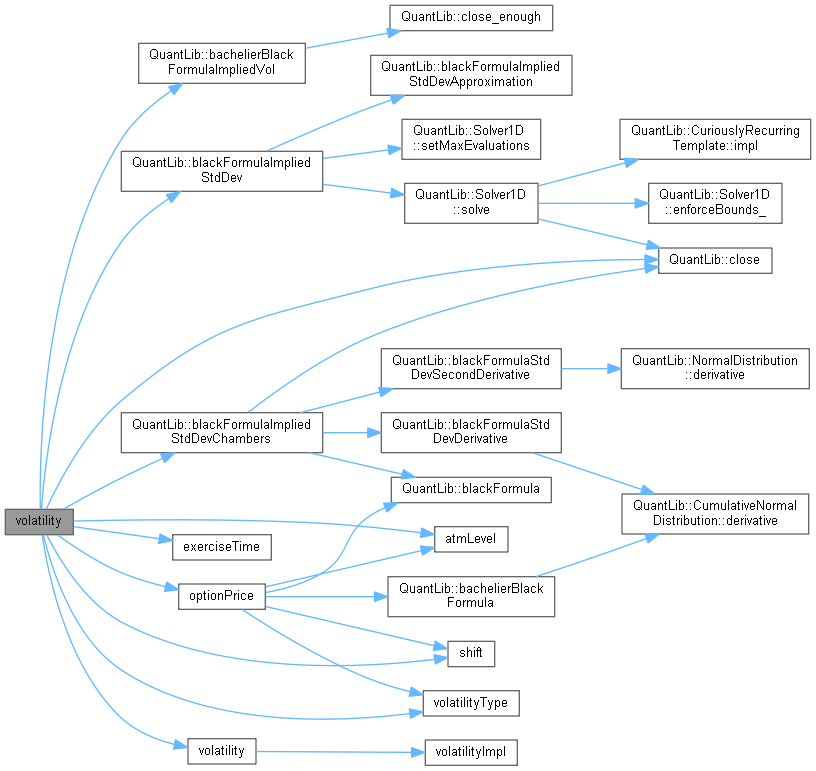 QuantLib::close_enough
QuantLib::bachelierBlack
FormulaImpliedVol
QuantLib::blackFormulaImplied
StdDevApproximation
QuantLib::Solver1D
::setMaxEvaluations
QuantLib::CuriouslyRecurring
Template::impl
QuantLib::blackFormulaImplied
StdDev
QuantLib::Solver1D
::solve
QuantLib::Solver1D
::enforceBounds_
QuantLib::close
QuantLib::blackFormulaStd
DevSecondDerivative
QuantLib::NormalDistribution
::derivative
QuantLib::blackFormulaImplied
StdDevChambers
QuantLib::blackFormulaStd
DevDerivative
QuantLib::blackFormula
QuantLib::CumulativeNormal
Distribution::derivative
volatility
exerciseTime
atmLevel
optionPrice
QuantLib::bachelierBlack
Formula
shift
volatilityType
volatility
volatilityImpl